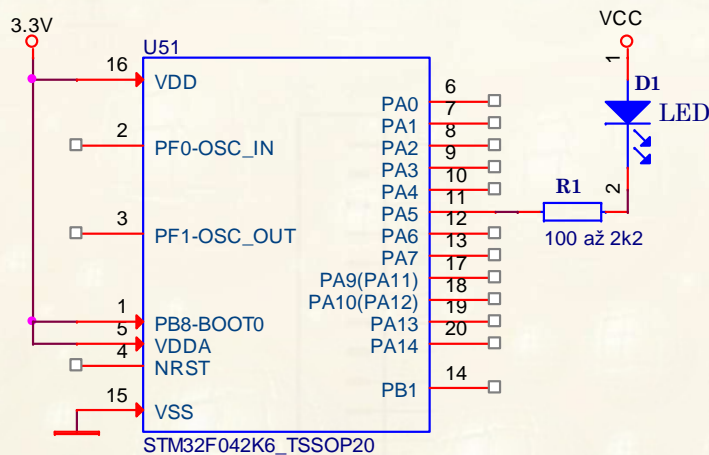 3.3V
U51
VCC
16
VDD
2
PF0-OSC_IN
3
PF1-OSC_OUT
1
PB8-BOOT0
5
VDDA
4
NRST
15
VSS
6
PA0
7
PA1
8
PA2
9
PA3
10
PA4
11
PA5
12
PA6
13
PA7
17
PA9(PA11)
18
PA10(PA12)
19
PA13
20
PA14
14
PB1
STM32F042K6_TSSOP20
1
D1
LED
2
R1
100 až 2k2